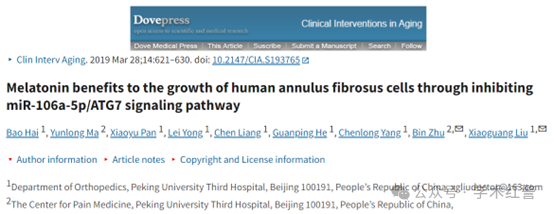 Dovepress
open access to scientific and medical research
Clinical Interventions in Aging
Dove Medical Press | This Article | Suscribe | Submit a Manuscript | Search | Follow
▸ Clin Interv Aging. 2019 Mar 28;14:621–630. doi: 10.2147/CIA.S193765
Melatonin benefits to the growth of human annulus fibrosus cells through inhibiting
miR-106a-5p/ATG7 signaling pathway
Bao Hai 1, Yunlong Ma 2, Xiaoyu Pan 1, Lei Yong 1, Chen Liang 1, Guanping He 1, Chenlong Yang 1, Bin Zhu 2,✉, Xiaoguang Liu 1,✉
▸ Author information ▸ Article notes ▸ Copyright and License information
1Department of Orthopedics, Peking University Third Hospital, Beijing 100191, People's Republic of China, xgliudoctor@163.com
2The Center for Pain Medicine, Peking University Third Hospital, Beijing 100191, People's Republic of China,
公众号 · 学术红誉